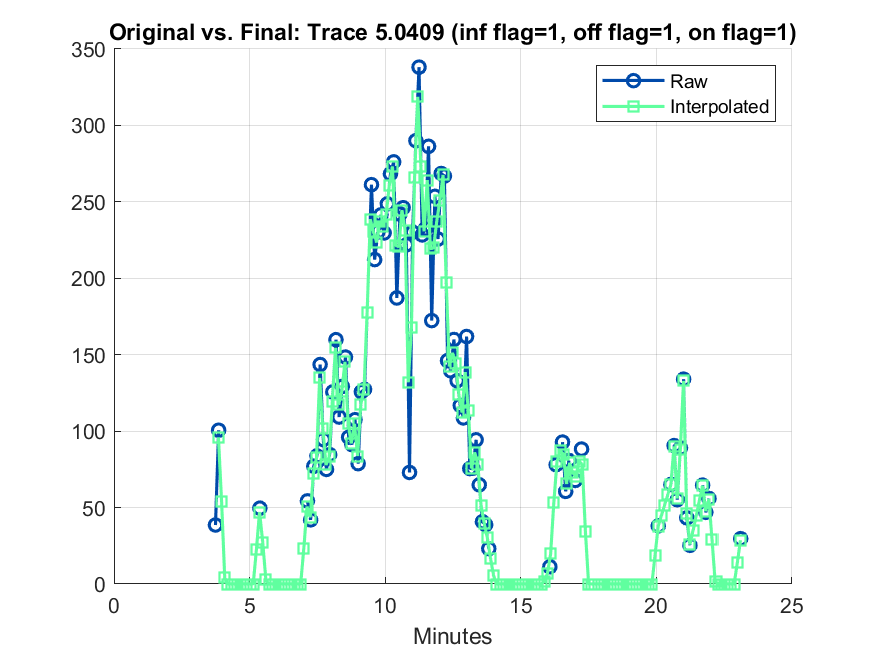 Original vs. Final: Trace 5.0409 (inf flag=1, off flag=1, on flag=1)
350
300
250
200
150
100
50
0
Raw
Interpolated
0 5 10 15 20 25
Minutes